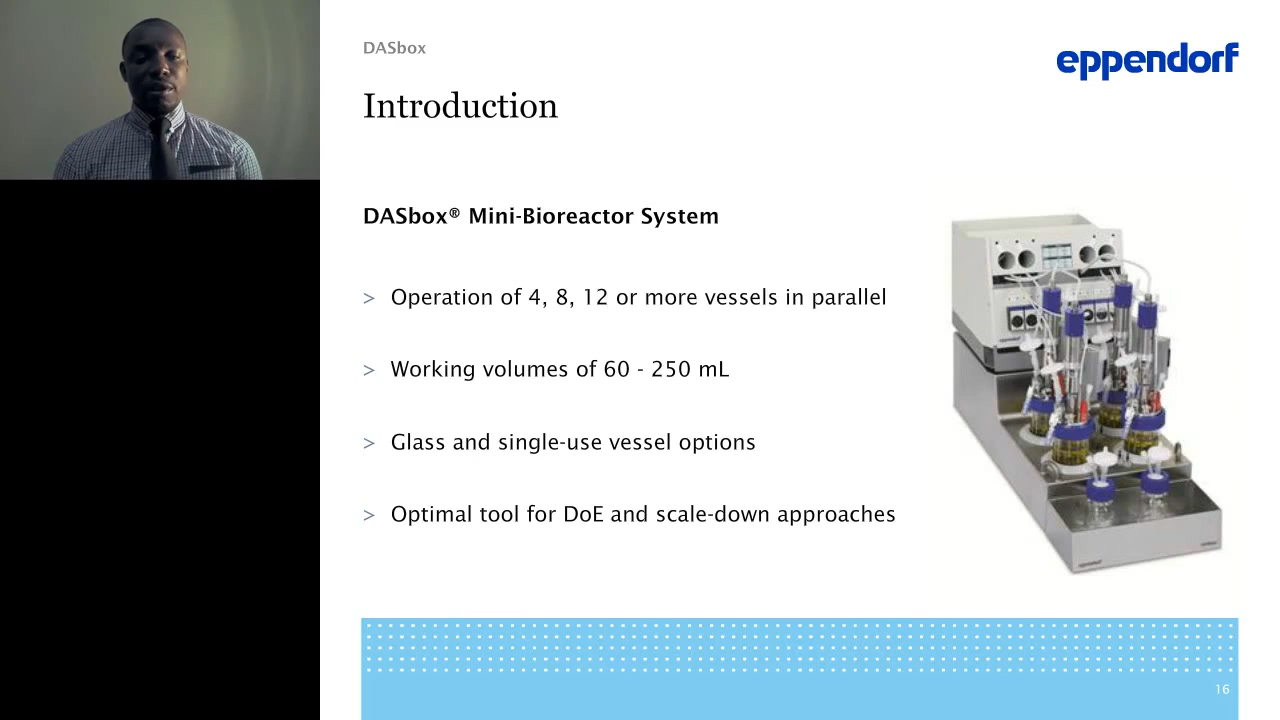 DASbox
eppendorf
Introduction
DASbox® Mini-Bioreactor System
> Operation of 4, 8, 12 or more vessels in parallel
> Working volumes of 60 - 250 mL
> Glass and single-use vessel options
> Optimal tool for DoE and scale-down approaches
eppendorf
16